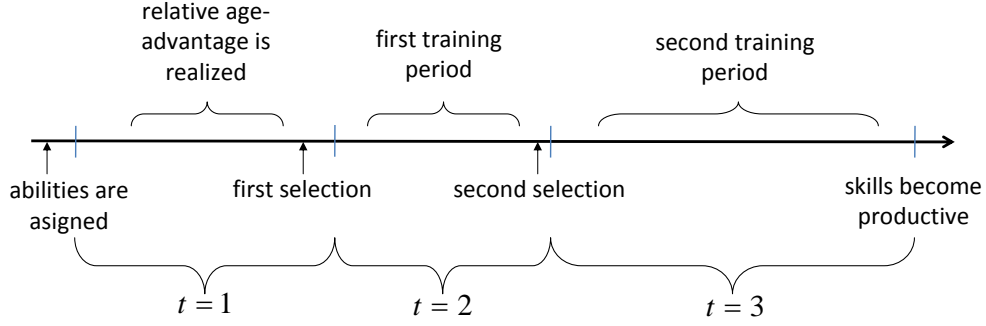 relative age-
advantage is
realized
first training
period
second training
period
abilities are
asigned
first selection
second selection
skills become
productive
t = 1
t = 2
t = 3